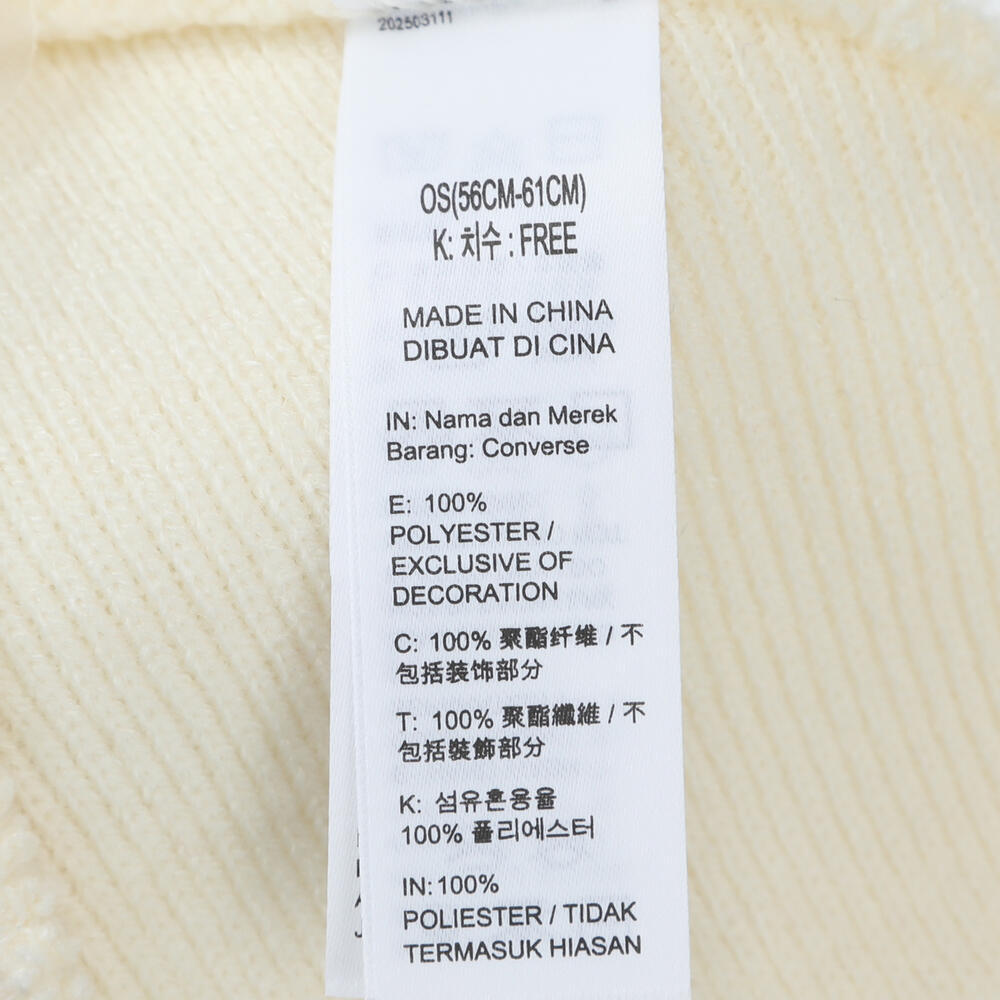 202503111
OS(56CM-61CM)
K: 치수 : FREE
MADE IN CHINA
DIBUAT DI CINA
IN: Nama dan Merek
Barang: Converse
E: 100%
POLYESTER /
EXCLUSIVE OF
DECORATION
C: 100% 聚酯纤维 / 不
包括装饰部分
T: 100% 聚酯纖維 / 不
包括裝飾部分
K: 섬유혼용율
100% 폴리에스터
IN: 100%
POLIESTER / TIDAK
TERMASUK HIASAN